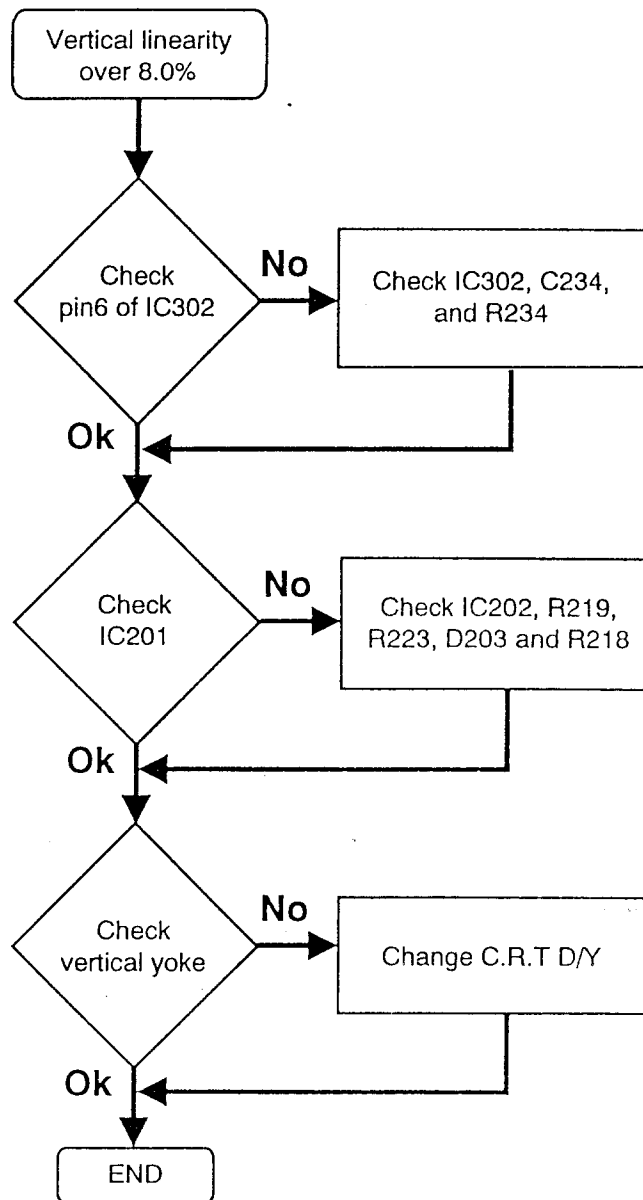 Vertical linearity
over 8.0%
Check
pin6 of IC302
No
Check IC302, C234,
and R234
Ok
Check
IC201
No
Check IC202, R219,
R223, D203 and R218
Ok
Check
vertical yoke
No
Change C.R.T D/Y
Ok
END